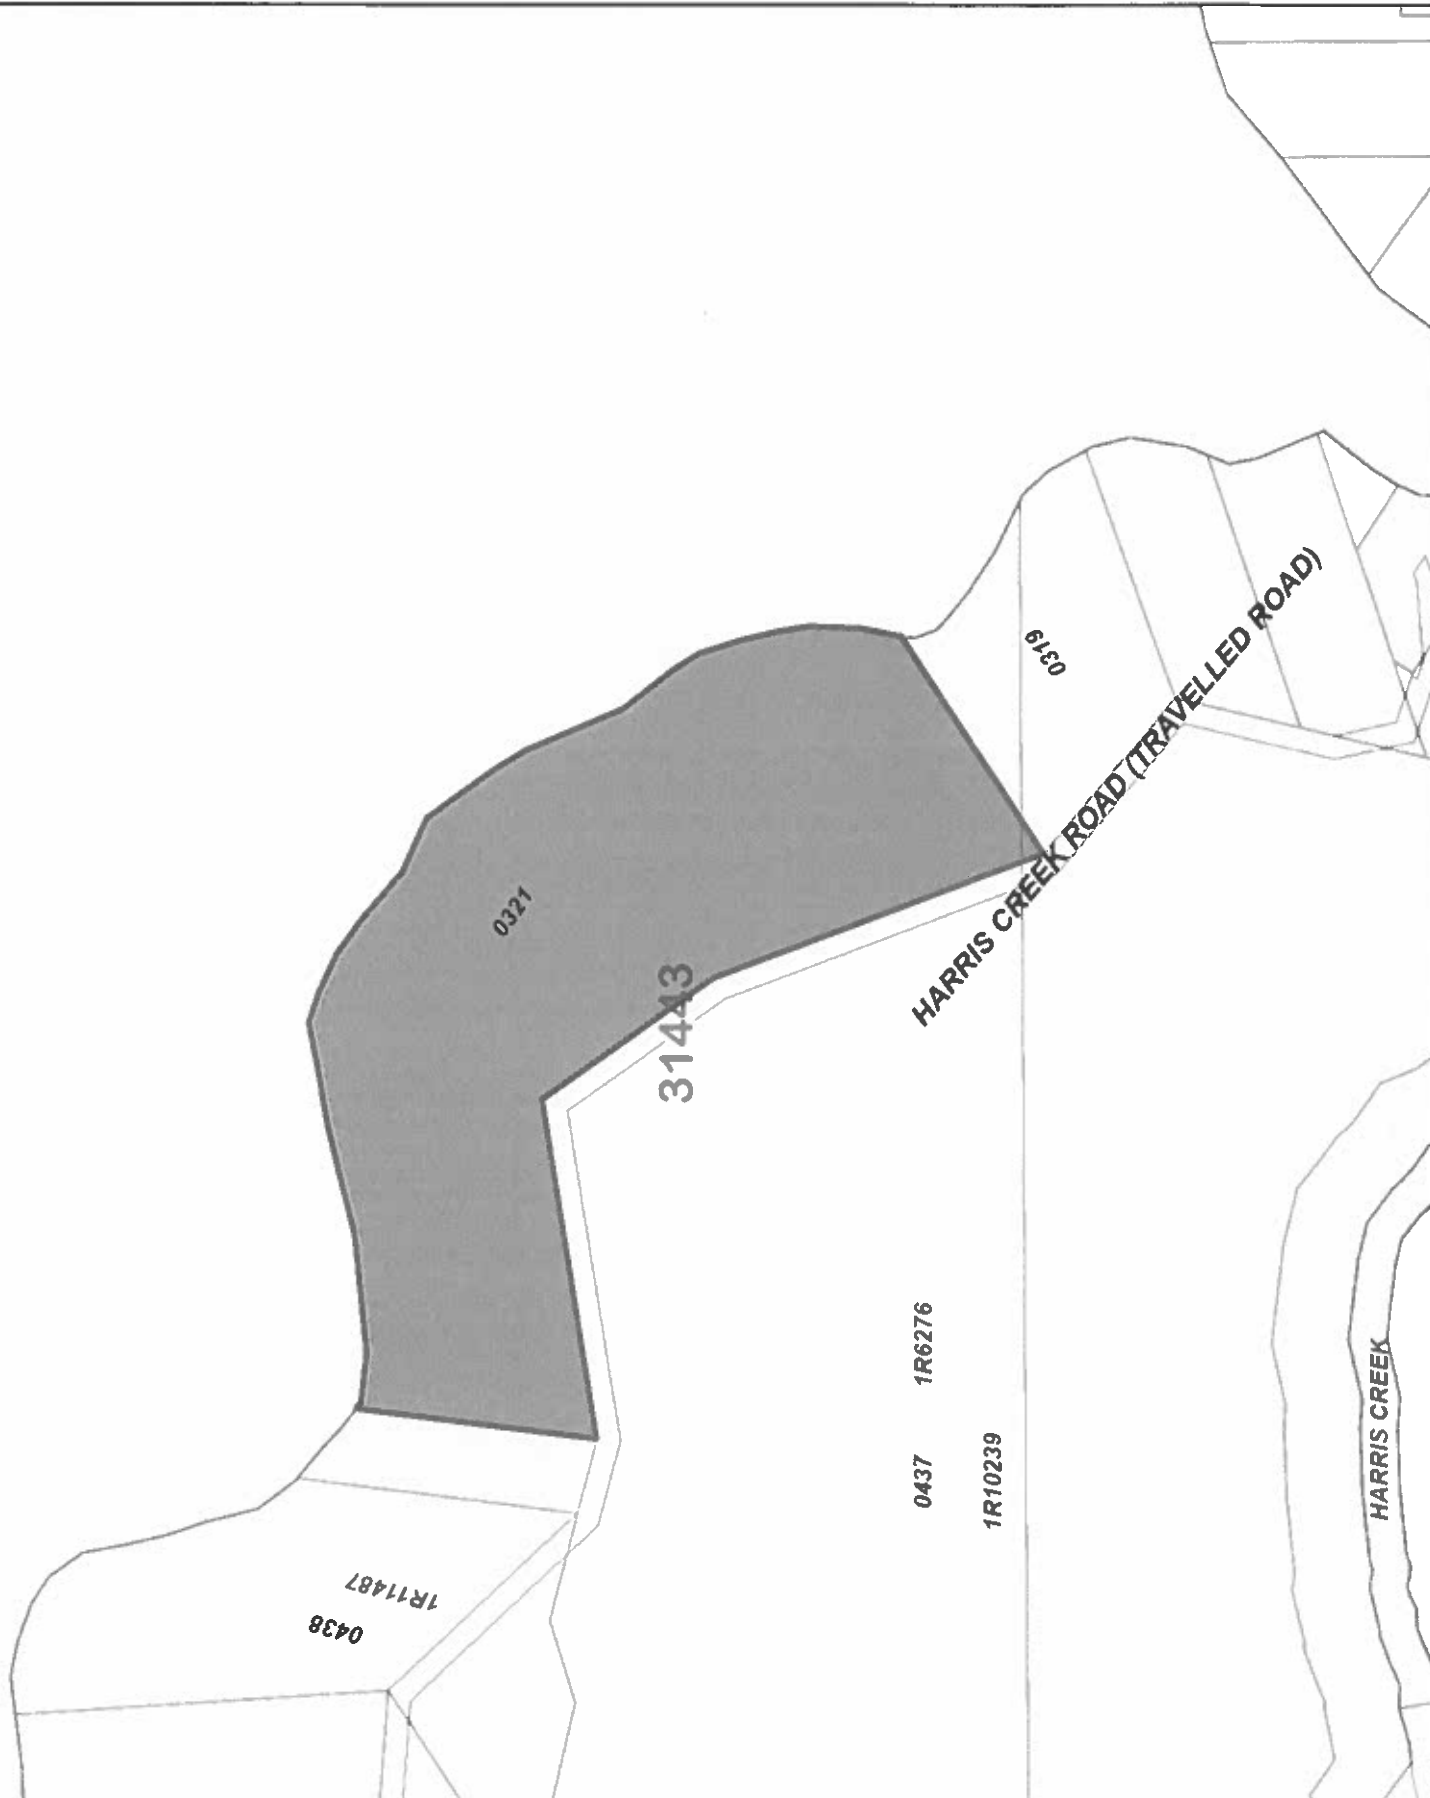 0319
HARRIS CREEK ROAD (TRAVELLED ROAD)
0321
31443
1R6276
0437
1R10239
HARRIS CREEK
1R11487
0438